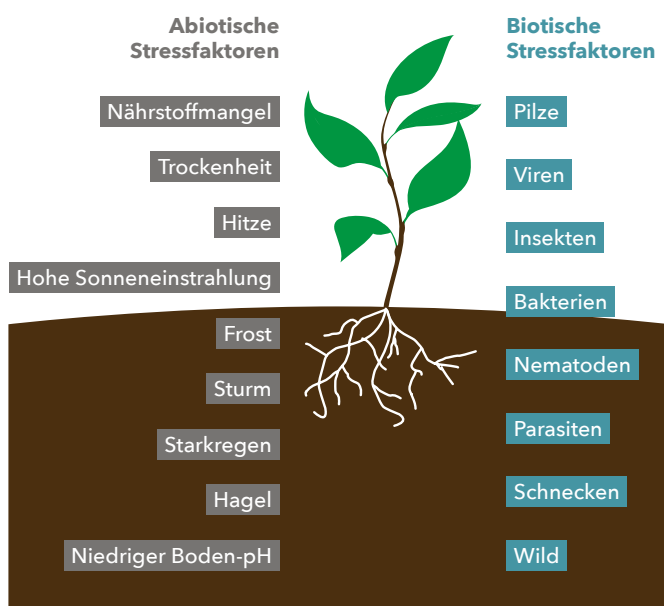 Abiotische
Stressfaktoren
Nährstoffmangel
Trockenheit
Hitze
Hohe Sonneneinstrahlung
Frost
Sturm
Starkregen
Hagel
Niedriger Boden-pH
Biotische
Stressfaktoren
Pilze
Viren
Insekten
Bakterien
Nematoden
Parasiten
Schnecken
Wild